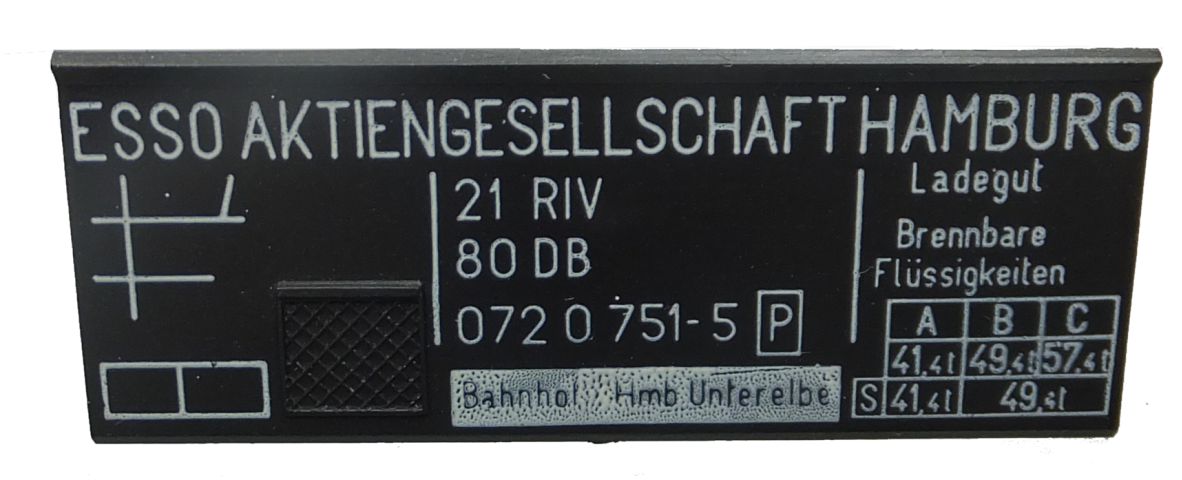 ESSO AKTIENGESELLSCHAFT HAMBURG
21 RIV
80 DB
072 0 751-5 P
Bahnhof Hmb Unterelbe
Ladegut
Brennbare
Flüssigkeiten
A B C
41,4t 49,4t 57,4t
S 41,4t 49,4t